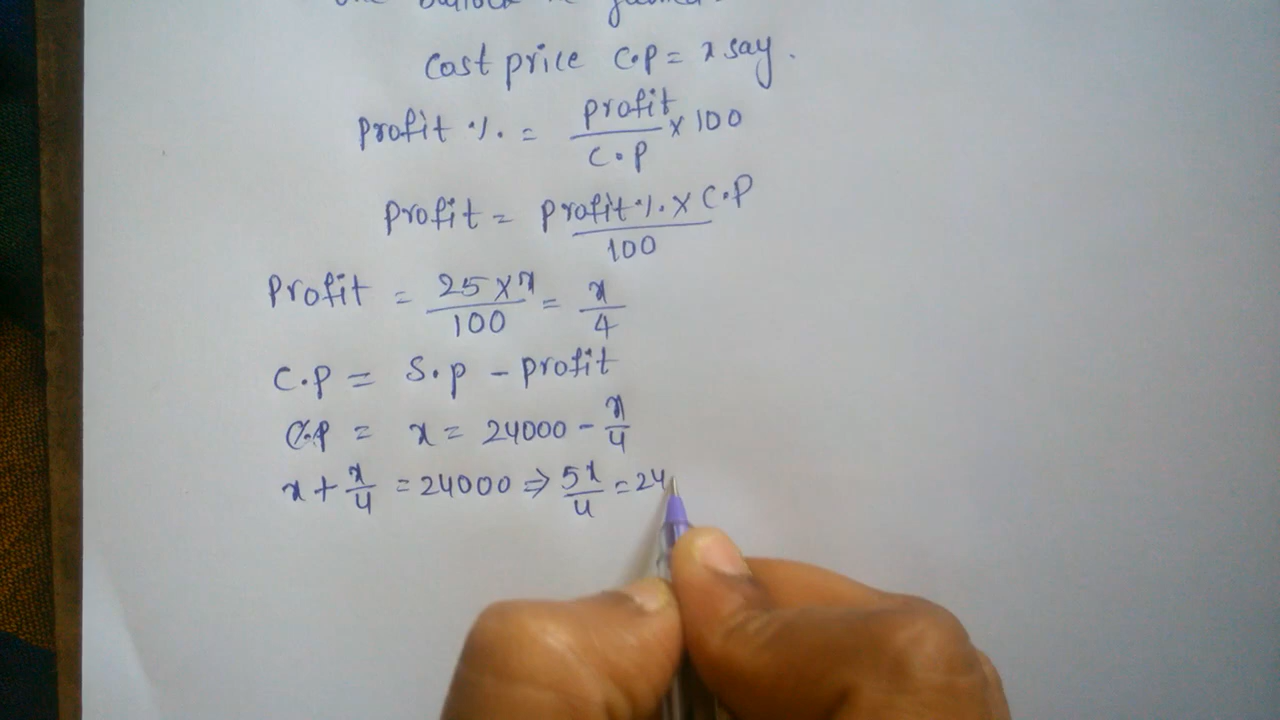 Cost price C.P = x say.
Profit % = profit/C.P × 100
Profit = profit % × C.P/100
Profit = 25 × x/100 = x/4
C.P = S.p - profit
C.P = x = 24000 - x/4
x + x/4 = 24000 ⇒ 5x/4 = 24